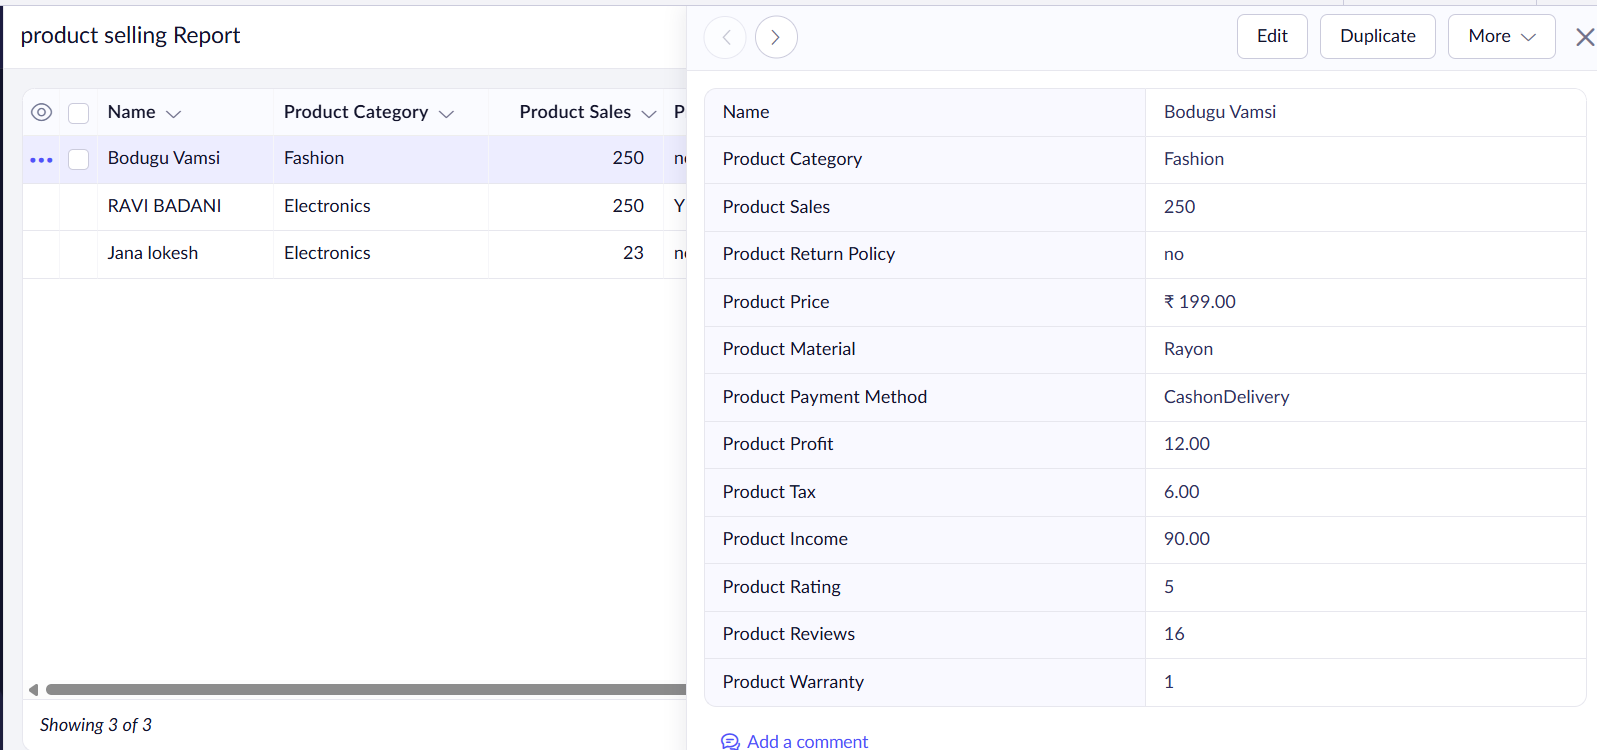 product selling Report
Edit
Duplicate
More
Name Product Category Product Sales P
Bodugu Vamsi Fashion 250
RAVI BADANI Electronics 250 Y
Jana lokesh Electronics 23
Showing 3 of 3
Name Bodugu Vamsi
Product Category Fashion
Product Sales 250
Product Return Policy no
Product Price ₹ 199.00
Product Material Rayon
Product Payment Method CashonDelivery
Product Profit 12.00
Product Tax 6.00
Product Income 90.00
Product Rating 5
Product Reviews 16
Product Warranty 1
Add a comment